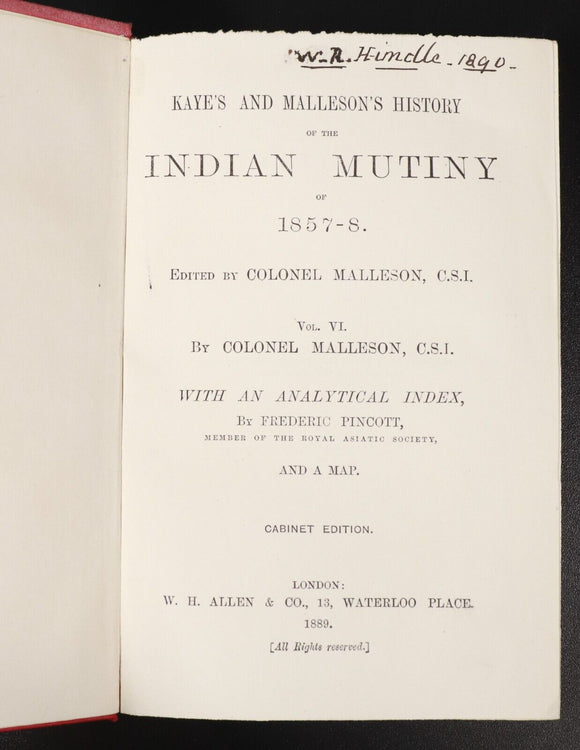 W. R. Hindle - 1890 -
KAYE'S AND MALLESON'S HISTORY
OF THE
INDIAN MUTINY
OF
1857-8.
EDITED BY COLONEL MALLESON, C.S.I.
VOL. VI.
BY COLONEL MALLESON, C.S.I.
WITH AN ANALYTICAL INDEX,
BY FREDERIC PINCOTT,
MEMBER OF THE ROYAL ASIATIC SOCIETY,
AND A MAP.
CABINET EDITION.
LONDON:
W. H. ALLEN & CO., 13, WATERLOO PLACE.
1889.
[All Rights reserved.]